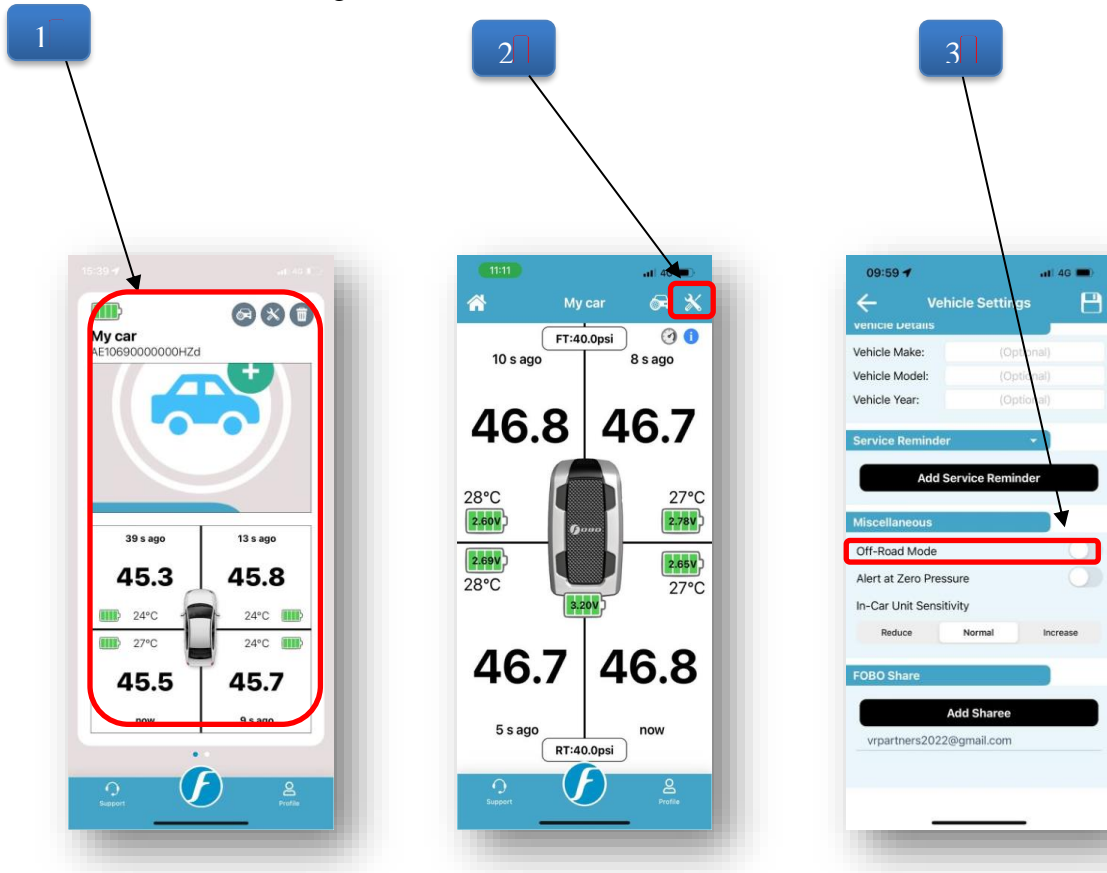 1
2
3
15:39
4G
My car
AE10690000000HZd
39 s ago
13 s ago
45.3
45.8
24°C
24°C
27°C
24°C
45.5
45.7
now
9 s ago
Support
Profile
11:11
4G
My car
FT:40.0psi
10 s ago
8 s ago
46.8
46.7
28°C
27°C
2.60V
2.78V
FOBO
2.69V
2.65V
28°C
27°C
3.20V
46.7
46.8
5 s ago
now
RT:40.0psi
Support
Profile
09:59
4G
Vehicle Settings
Vehicle Details
Vehicle Make:
(Optional)
Vehicle Model:
(Optional)
Vehicle Year:
(Optional)
Service Reminder
Add Service Reminder
Miscellaneous
Off-Road Mode
Alert at Zero Pressure
In-Car Unit Sensitivity
Reduce
Normal
Increase
FOBO Share
Add Sharee
vrpartners2022@gmail.com